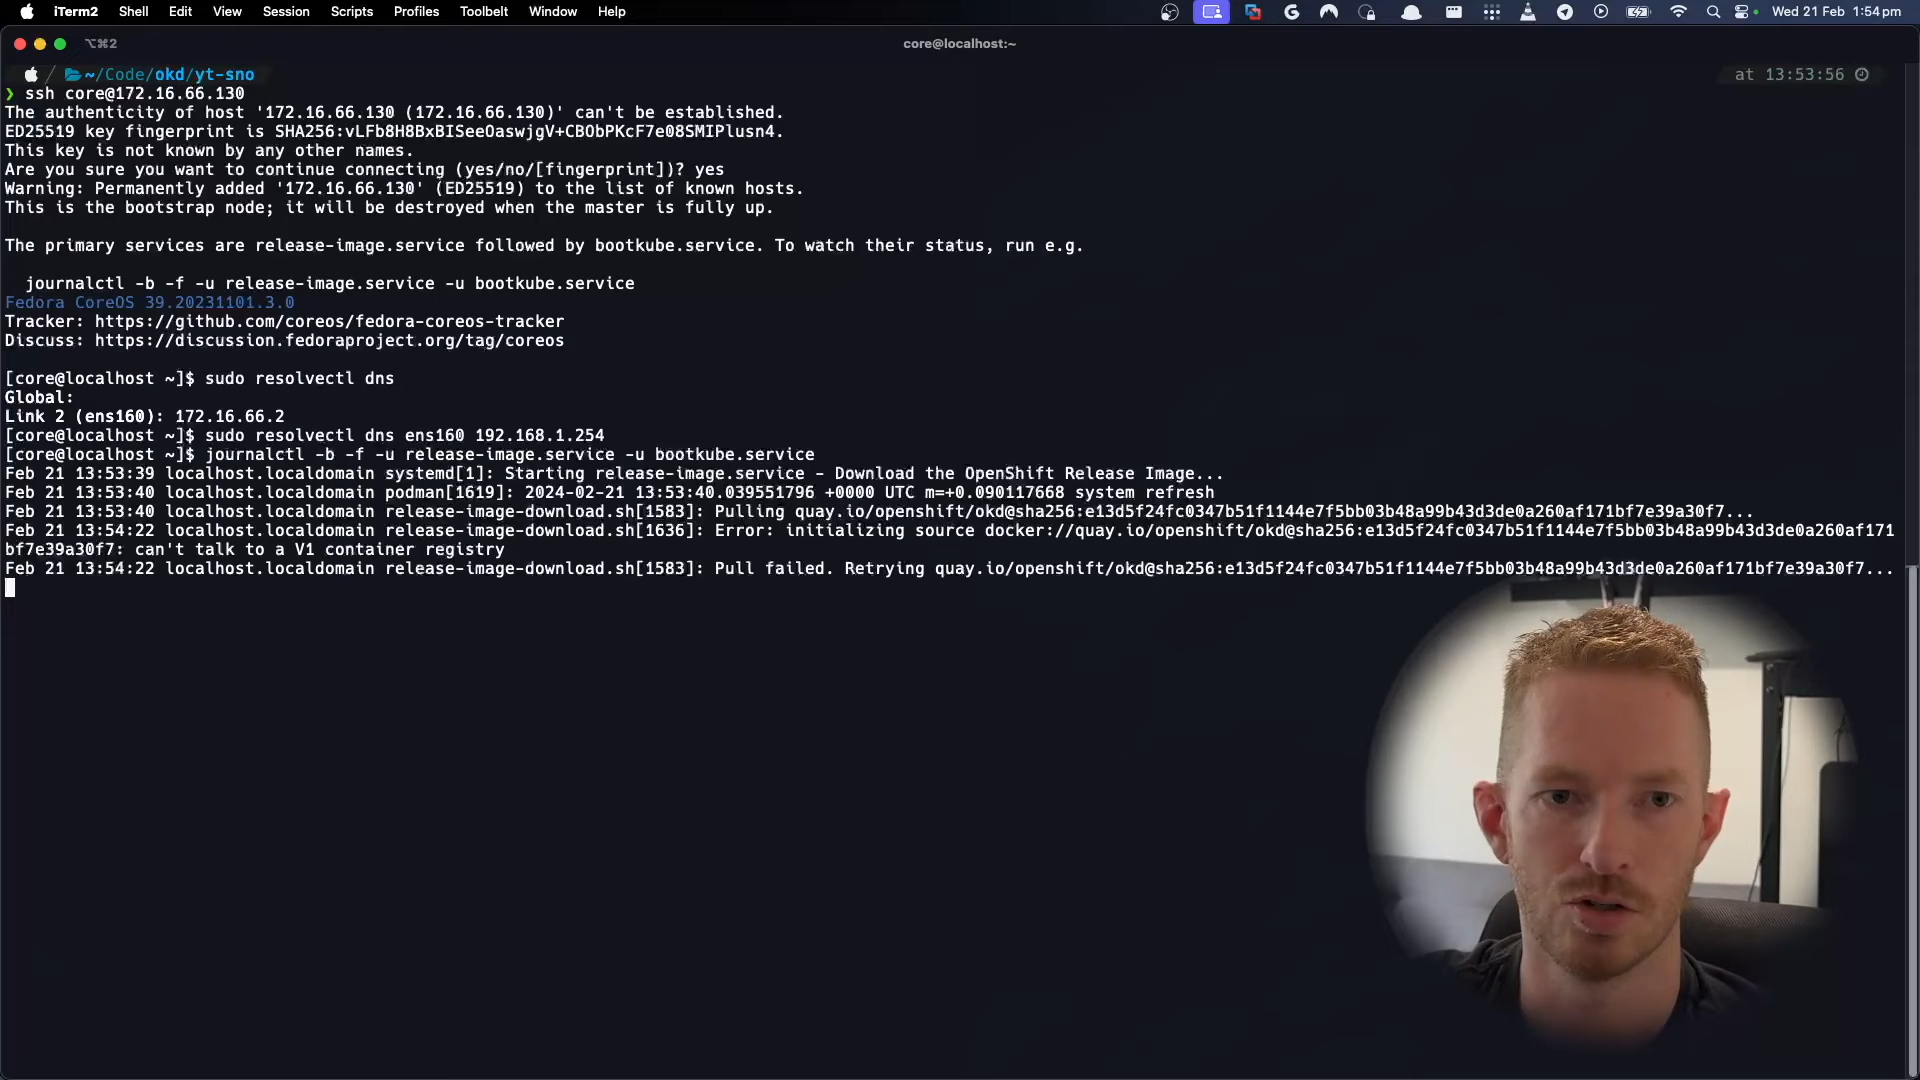 iTerm2 Shell Edit View Session Scripts Profiles Toolbelt Window Help Wed 21 Feb 1:54 pm
⌥⌘2 core@localhost:~
~/Code/okd/yt-sno at 13:53:56
❯ ssh core@172.16.66.130
The authenticity of host '172.16.66.130 (172.16.66.130)' can't be established.
ED25519 key fingerprint is SHA256:vLFb8H8BxBISeeOaswjgV+CBObPKcF7e08SMIPlusn4.
This key is not known by any other names.
Are you sure you want to continue connecting (yes/no/[fingerprint])? yes
Warning: Permanently added '172.16.66.130' (ED25519) to the list of known hosts.
This is the bootstrap node; it will be destroyed when the master is fully up.
The primary services are release-image.service followed by bootkube.service. To watch their status, run e.g.
journalctl -b -f -u release-image.service -u bootkube.service
Fedora CoreOS 39.20231101.3.0
Tracker: https://github.com/coreos/fedora-coreos-tracker
Discuss: https://discussion.fedoraproject.org/tag/coreos
[core@localhost ~]$ sudo resolvectl dns
Global:
Link 2 (ens160): 172.16.66.2
[core@localhost ~]$ sudo resolvectl dns ens160 192.168.1.254
[core@localhost ~]$ journalctl -b -f -u release-image.service -u bootkube.service
Feb 21 13:53:39 localhost.localdomain systemd[1]: Starting release-image.service - Download the OpenShift Release Image...
Feb 21 13:53:40 localhost.localdomain podman[1619]: 2024-02-21 13:53:40.039551796 +0000 UTC m=+0.090117668 system refresh
Feb 21 13:53:40 localhost.localdomain release-image-download.sh[1583]: Pulling quay.io/openshift/okd@sha256:e13d5f24fc0347b51f1144e7f5bb03b48a99b43d3de0a260af171bf7e39a30f7...
Feb 21 13:54:22 localhost.localdomain release-image-download.sh[1636]: Error: initializing source docker://quay.io/openshift/okd@sha256:e13d5f24fc0347b51f1144e7f5bb03b48a99b43d3de0a260af171
bf7e39a30f7: can't talk to a V1 container registry
Feb 21 13:54:22 localhost.localdomain release-image-download.sh[1583]: Pull failed. Retrying quay.io/openshift/okd@sha256:e13d5f24fc0347b51f1144e7f5bb03b48a99b43d3de0a260af171bf7e39a30f7...